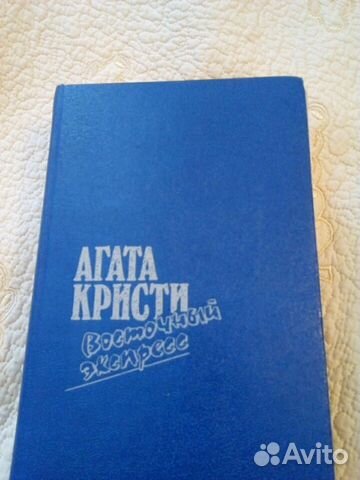 АГАТА
КРИСТИ
Восточный
экспресс
Avito